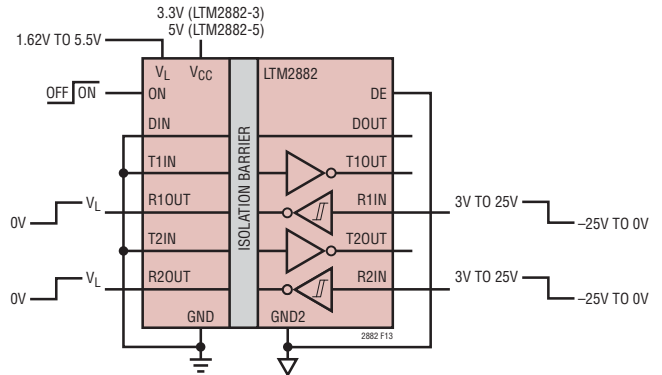 3.3V (LTM2882-3)
5V (LTM2882-5)
1.62V TO 5.5V
VL VCC LTM2882
OFF ON ON DE
DIN DOUT
ISOLATION BARRIER
T1IN T1OUT
0V VL R1OUT R1IN 3V TO 25V –25V TO 0V
T2IN T2OUT
0V VL R2OUT R2IN 3V TO 25V –25V TO 0V
GND GND2
2882 F13